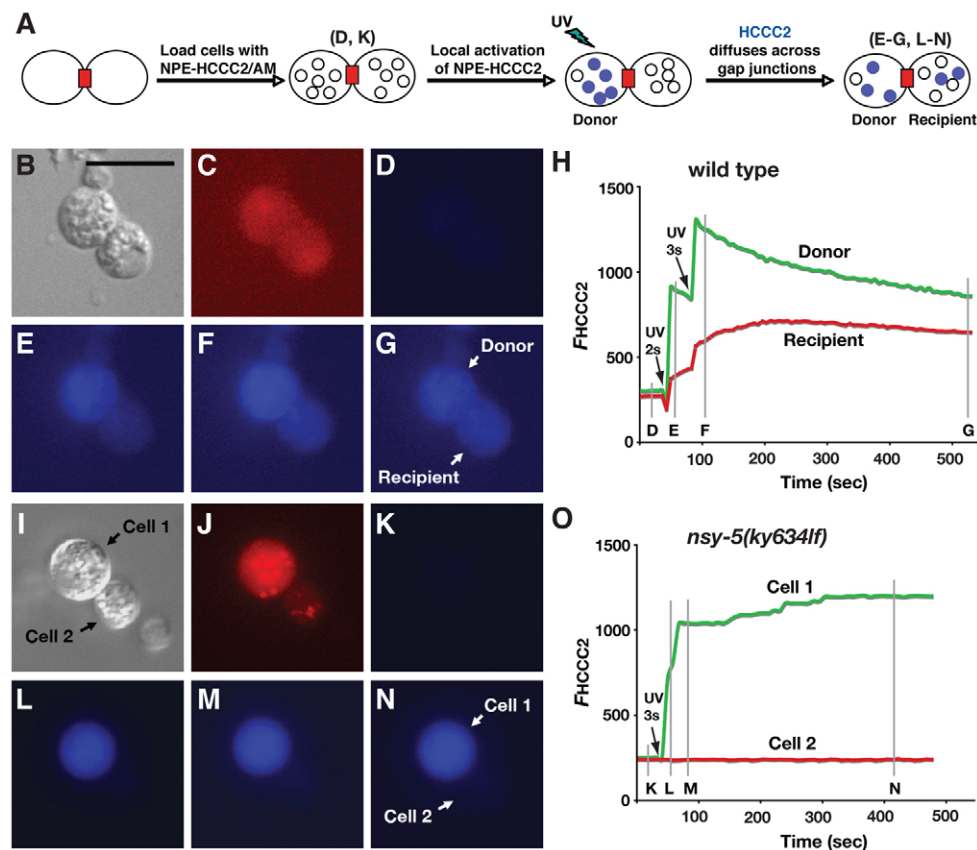 A
Load cells with
NPE-HCCC2/AM
(D, K)
Local activation
of NPE-HCCC2
UV
Donor
HCCC2
diffuses across
gap junctions
(E-G, L-N)
Donor
Recipient
B
C
D
E
F
G
Donor
Recipient
H
wild type
1500
1000
500
0
FHCCC2
UV
2s
UV
3s
Donor
Recipient
D
E
F
G
100
200
300
400
500
Time (sec)
I
Cell 1
Cell 2
J
K
L
M
N
Cell 1
Cell 2
O
nsy-5(ky634lf)
1500
1000
500
0
FHCCC2
UV
3s
Cell 1
Cell 2
K
L
M
N
100
200
300
400
500
Time (sec)